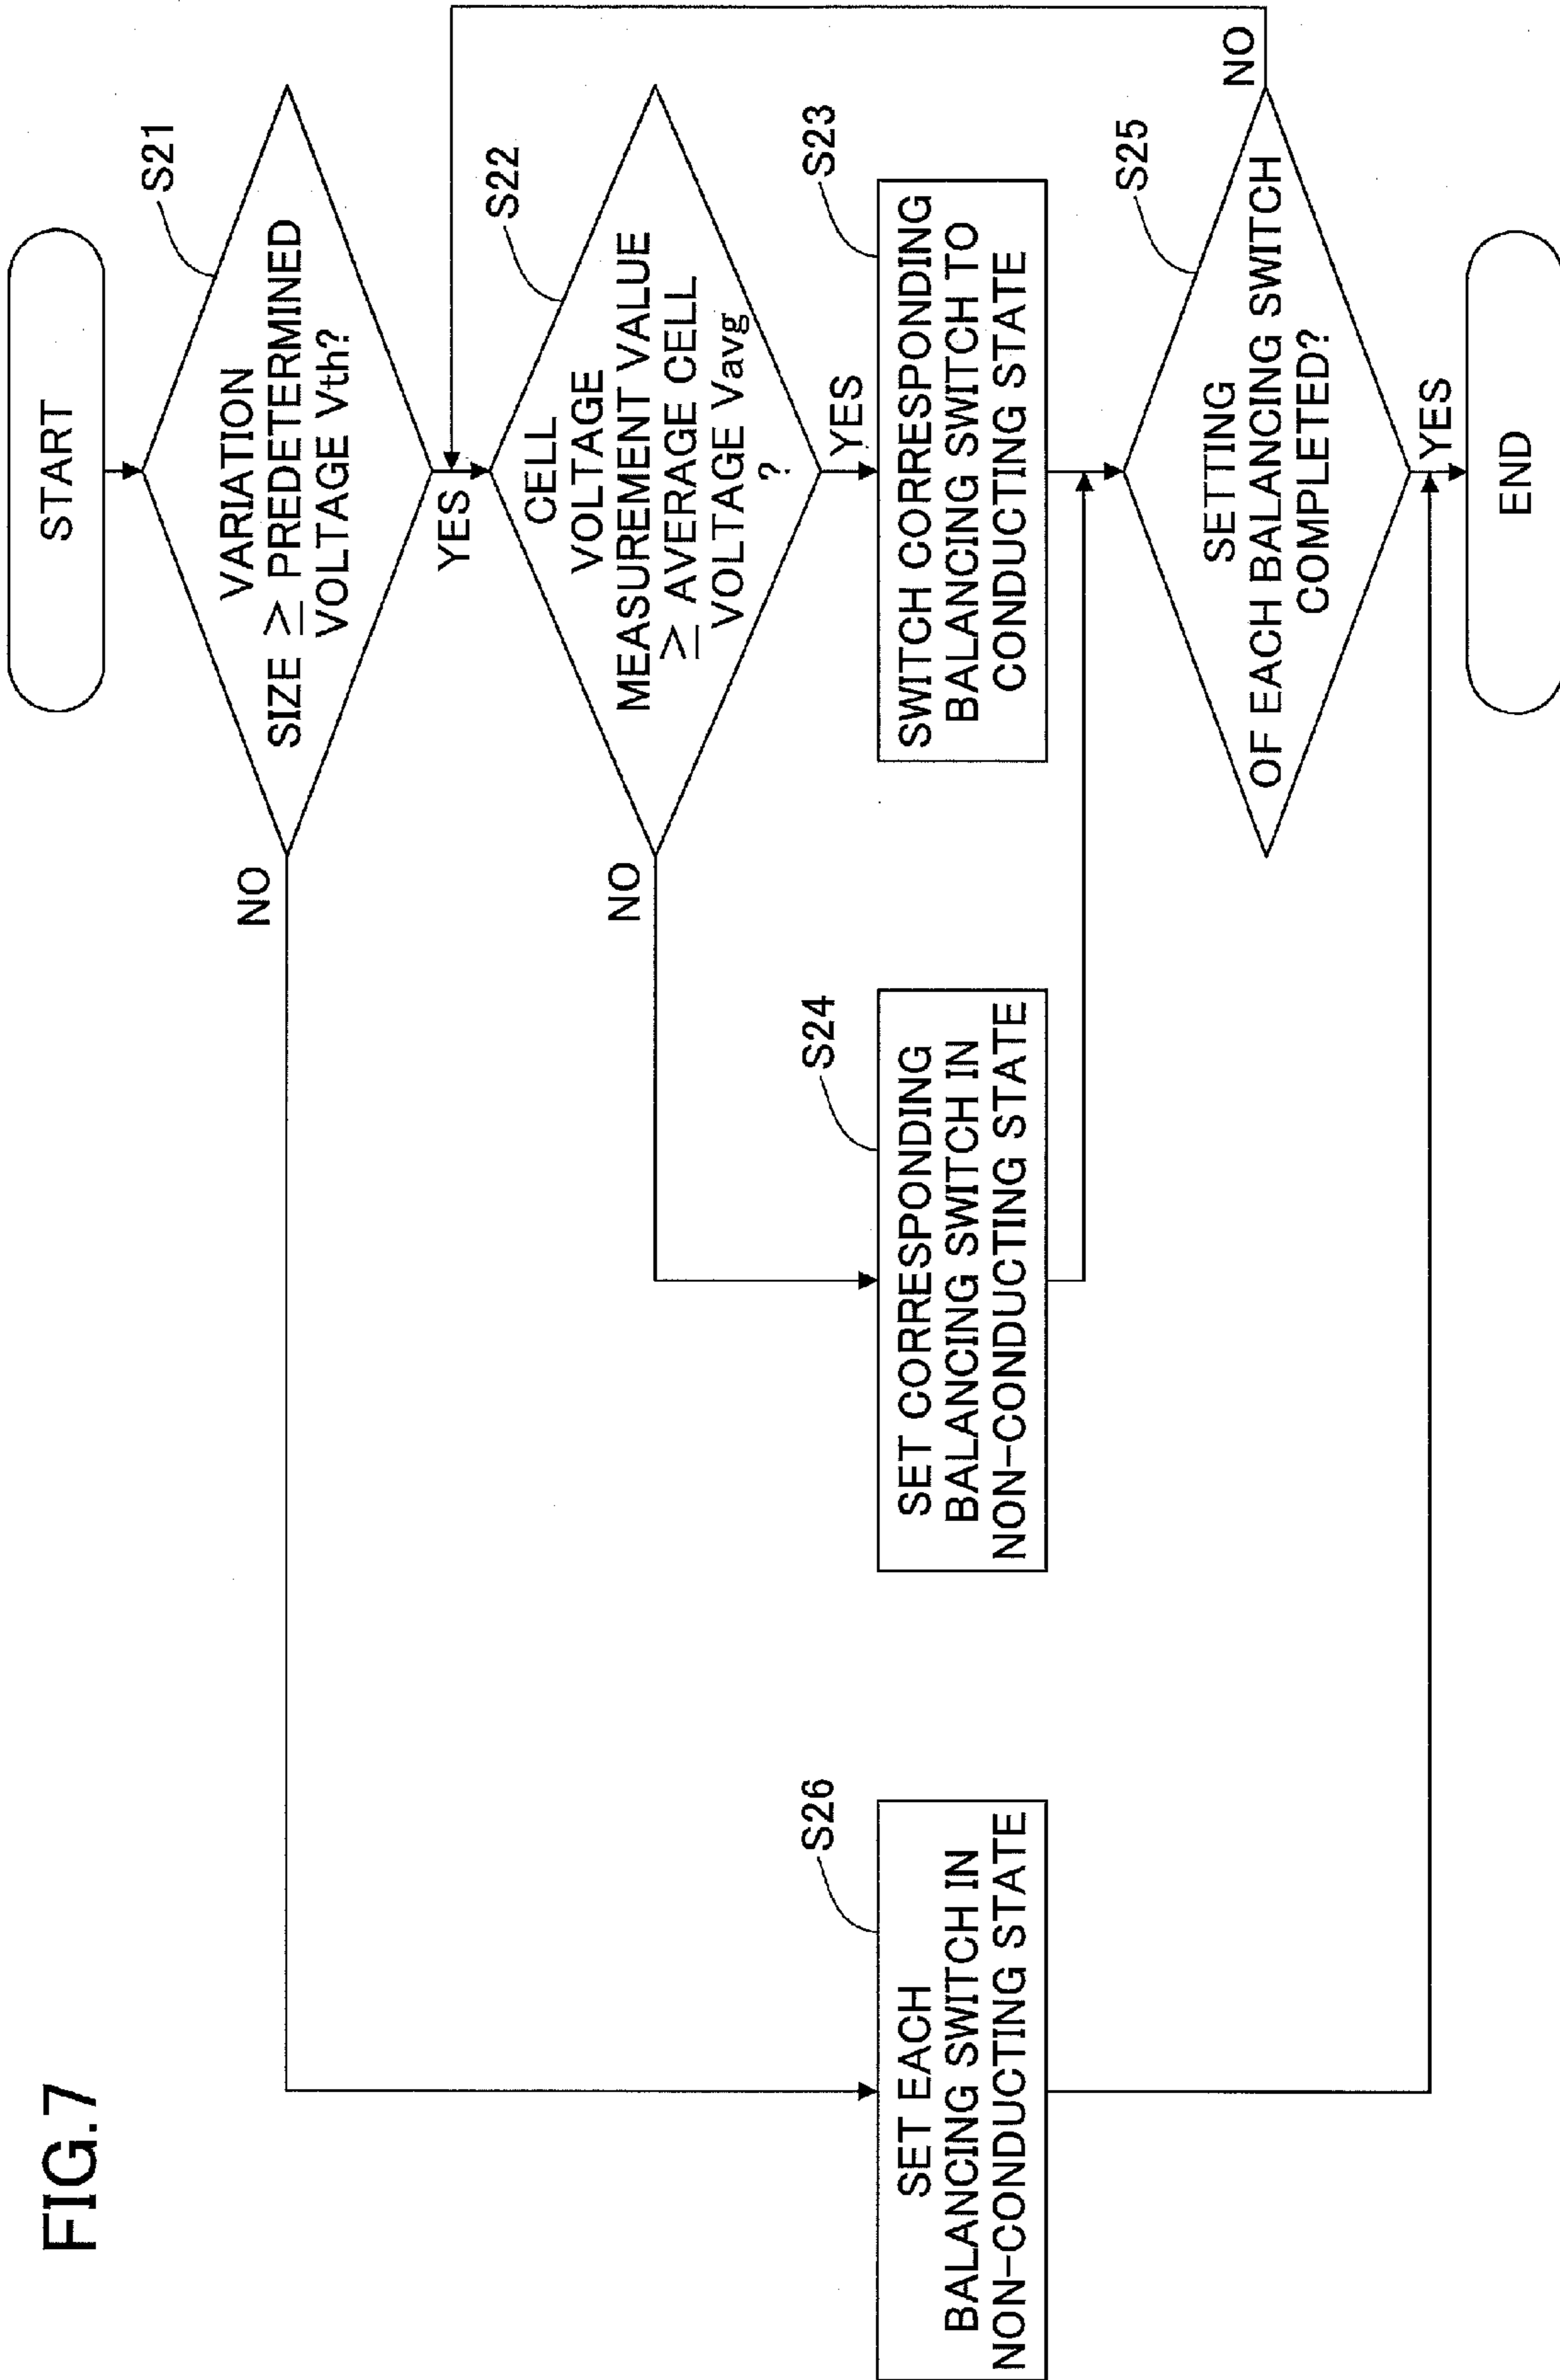 FIG.7
START
S21
VARIATION
SIZE ≥ PREDETERMINED
VOLTAGE Vth?
NO
YES
S22
CELL
VOLTAGE
MEASUREMENT VALUE
≥ AVERAGE CELL
VOLTAGE Vavg
?
NO
YES
S23
SWITCH CORRESPONDING
BALANCING SWITCH TO
CONDUCTING STATE
S24
SET CORRESPONDING
BALANCING SWITCH IN
NON-CONDUCTING STATE
S26
SET EACH
BALANCING SWITCH IN
NON-CONDUCTING STATE
S25
SETTING
OF EACH BALANCING SWITCH
COMPLETED?
NO
YES
END